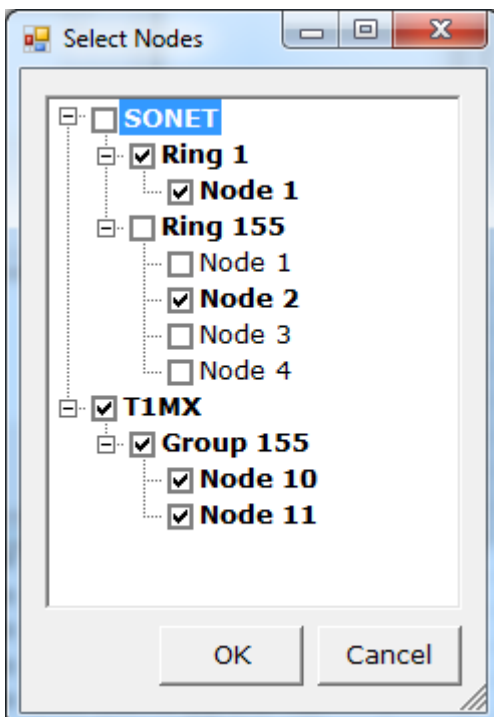 Select Nodes
SONET
Ring 1
Node 1
Ring 155
Node 1
Node 2
Node 3
Node 4
T1MX
Group 155
Node 10
Node 11
OK Cancel